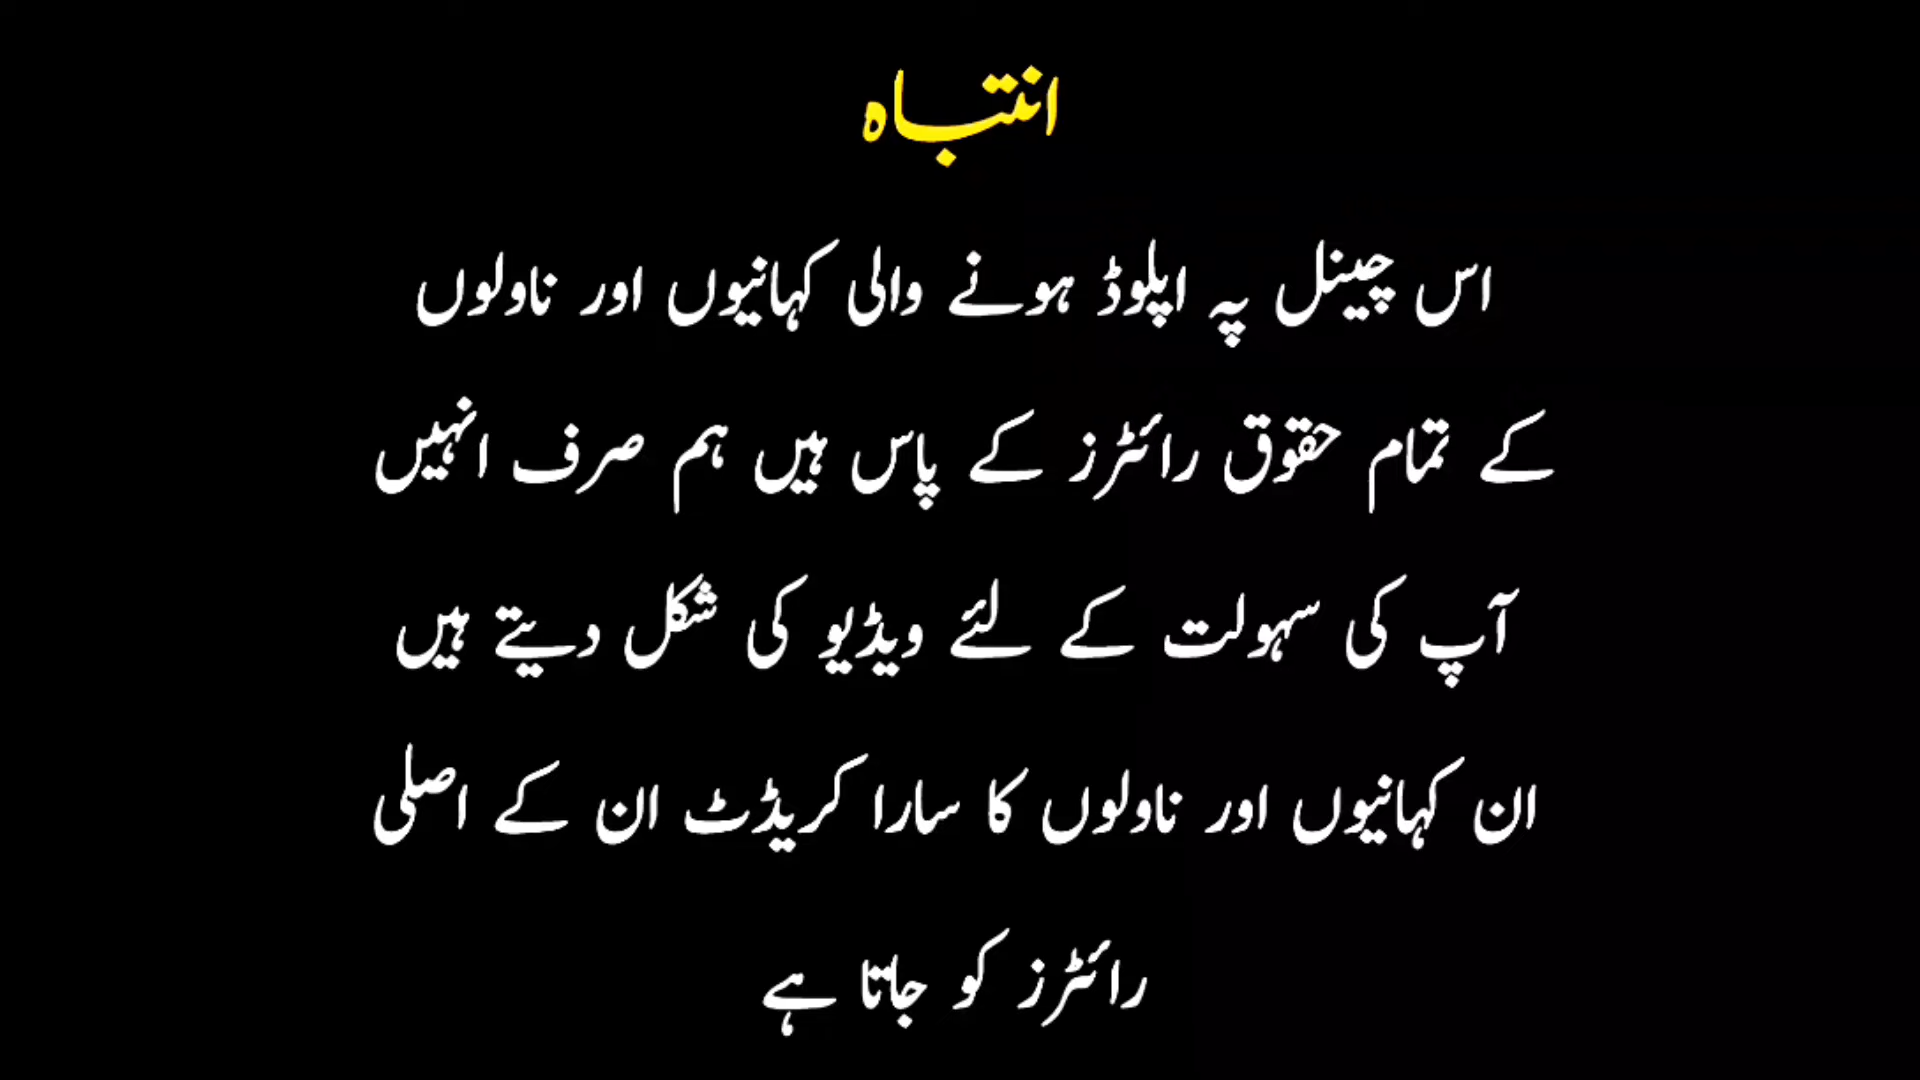 انتباہ
اس چینل پہ اپلوڈ ہونے والی کہانیوں اور ناولوں
کے تمام حقوق رائٹرز کے پاس ہیں ہم صرف انہیں
آپ کی سہولت کے لئے ویڈیو کی شکل دیتے ہیں
ان کہانیوں اور ناولوں کا سارا کریڈٹ ان کے اصلی
رائٹرز کو جاتا ہے